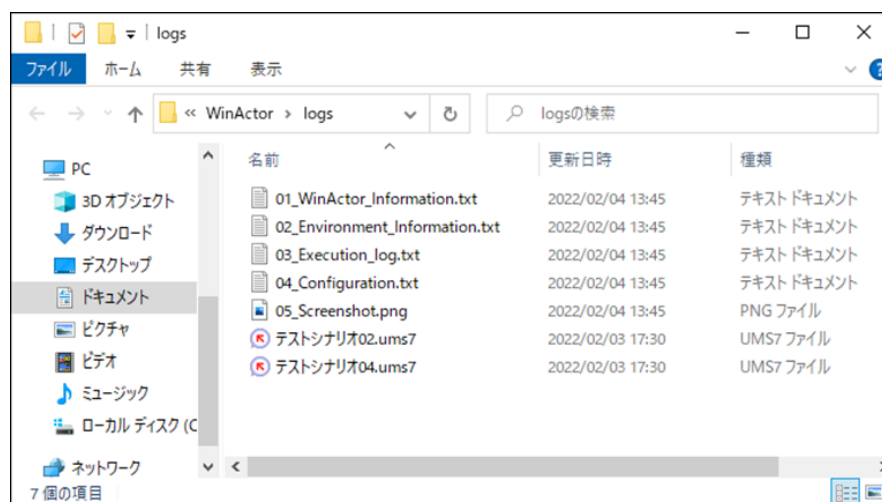 logs
ファイル ホーム 共有 表示
« WinActor › logs logsの検索
名前 更新日時 種類
PC
3D オブジェクト
ダウンロード
デスクトップ
ドキュメント
ピクチャ
ビデオ
ミュージック
ローカル ディスク (C
ネットワーク
01_WinActor_Information.txt 2022/02/04 13:45 テキスト ドキュメント
02_Environment_Information.txt 2022/02/04 13:45 テキスト ドキュメント
03_Execution_log.txt 2022/02/04 13:45 テキスト ドキュメント
04_Configuration.txt 2022/02/04 13:45 テキスト ドキュメント
05_Screenshot.png 2022/02/04 13:45 PNG ファイル
テストシナリオ02.ums7 2022/02/03 17:30 UMS7 ファイル
テストシナリオ04.ums7 2022/02/03 17:30 UMS7 ファイル
7 個の項目